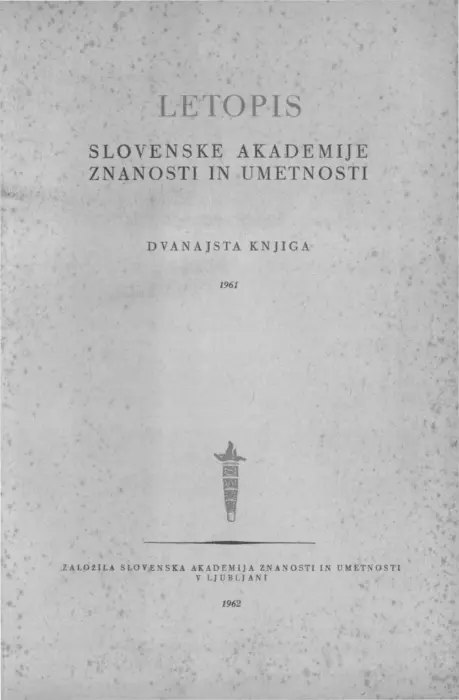 LETOPIS
SLOVENSKE AKADEMIJE
ZNANOSTI IN UMETNOSTI
DVANAJSTA KNJIGA
1961
ZALOŽILA SLOVENSKA AKADEMIJA ZNANOSTI IN UMETNOSTI
V LJUBLJANI
1962